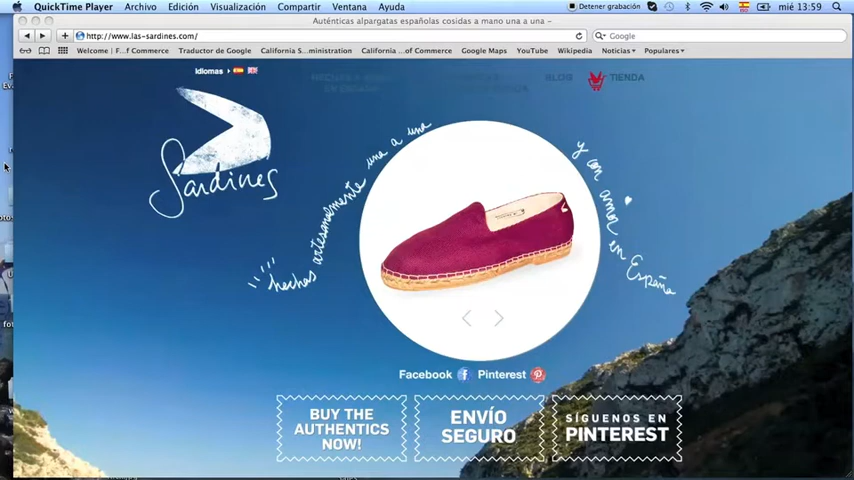 QuickTime Player Archivo Edición Visualización Compartir Ventana Ayuda Detener grabación mié 13:59
Auténticas alpargatas españolas cosidas a mano una a una -
http://www.las-sardines.com/ Google
Welcome | F...f Commerce Traductor de Google California S...ministration California ...of Commerce Google Maps YouTube Wikipedia Noticias Populares
Idiomas
BLOG TIENDA
Sardines
hechas artesanalmente una a una
y con amor en España
Facebook Pinterest
BUY THE
AUTHENTICS
NOW!
ENVÍO
SEGURO
SÍGUENOS EN
PINTEREST